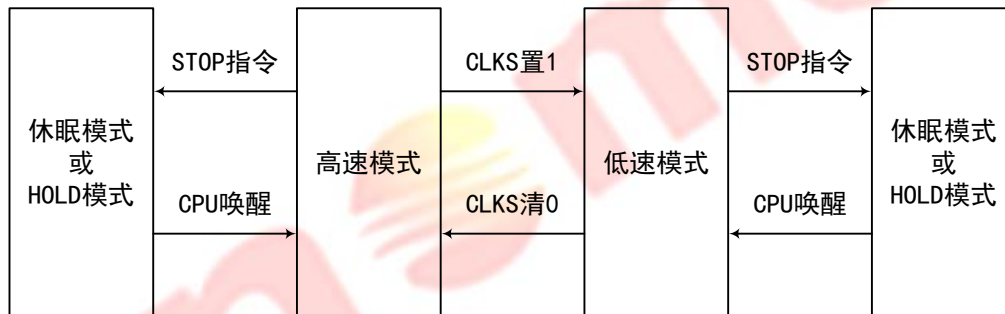 STOP指令
CLKS置1
STOP指令
休眠模式
或
HOLD模式
高速模式
低速模式
休眠模式
或
HOLD模式
CPU唤醒
CLKS清0
CPU唤醒